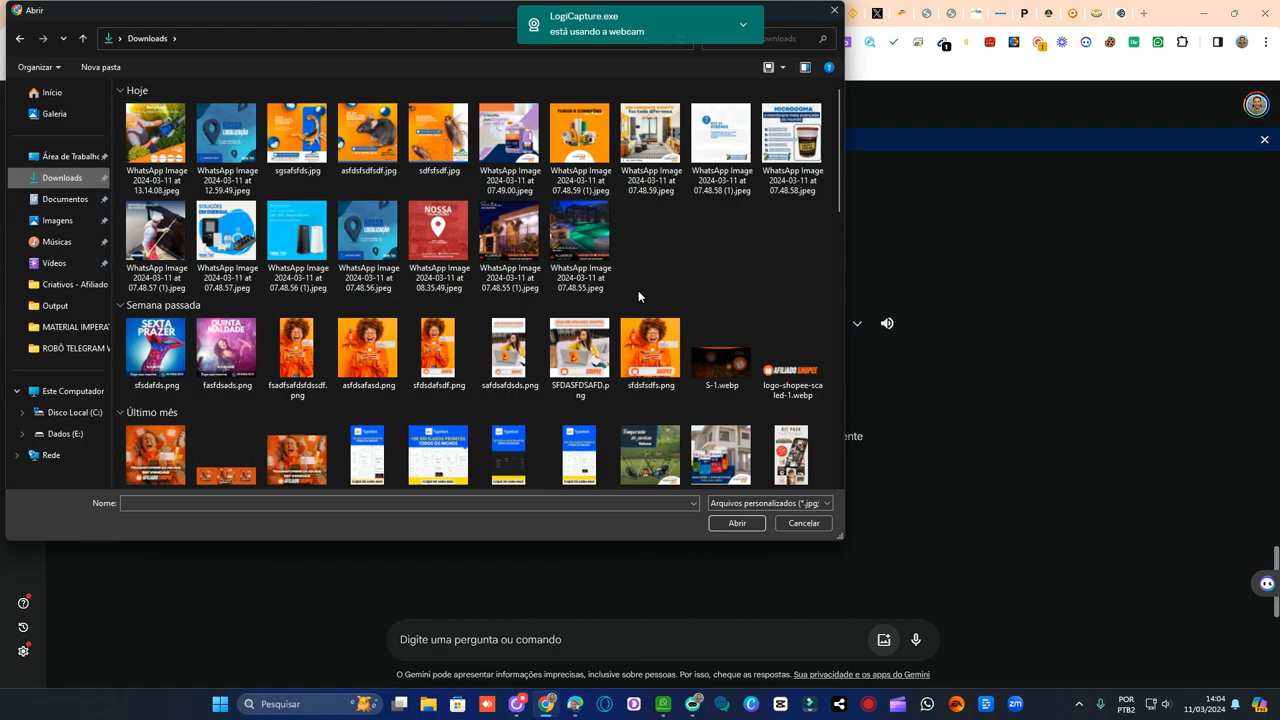 Abrir
LogiCapture.exe
está usando a webcam
Downloads
Organizar
Nova pasta
Início
Galeria
Downloads
Documentos
Imagens
Músicas
Vídeos
Criativos - Afiliado
Output
MATERIAL IMPERAT
ROBÔ TELEGRAM V
Este Computador
Disco Local (C:)
Dados (E:)
Rede
Hoje
WhatsApp Image 2024-03-11 at 13.14.08.jpeg
WhatsApp Image 2024-03-11 at 12.59.49.jpeg
sgsafsfds.jpg
asfdsfdsfsdf.jpg
sdfsfsdf.jpg
WhatsApp Image 2024-03-11 at 07.49.00.jpeg
WhatsApp Image 2024-03-11 at 07.48.59 (1).jpeg
WhatsApp Image 2024-03-11 at 07.48.59.jpeg
WhatsApp Image 2024-03-11 at 07.48.58 (1).jpeg
WhatsApp Image 2024-03-11 at 07.48.58.jpeg
WhatsApp Image 2024-03-11 at 07.48.57 (1).jpeg
WhatsApp Image 2024-03-11 at 07.48.57.jpeg
WhatsApp Image 2024-03-11 at 07.48.56 (1).jpeg
WhatsApp Image 2024-03-11 at 07.48.56.jpeg
WhatsApp Image 2024-03-11 at 08.35.49.jpeg
WhatsApp Image 2024-03-11 at 07.48.55 (1).jpeg
WhatsApp Image 2024-03-11 at 07.48.55.jpeg
Semana passada
sfsdafds.png
fasfdsads.png
fsadfsafdsfdssdf.png
asfdsafasd.png
sfdsdafsdf.png
safdsafdsds.png
SFDASFDSAFD.png
sfdsfsdfs.png
S-1.webp
logo-shopee-scaled-1.webp
Último mês
Nome:
Arquivos personalizados (*.jpg;
Abrir
Cancelar
ente
Digite uma pergunta ou comando
O Gemini pode apresentar informações imprecisas, inclusive sobre pessoas. Por isso, cheque as respostas. Sua privacidade e os apps do Gemini
Pesquisar
POR
PTB2
14:04
11/03/2024